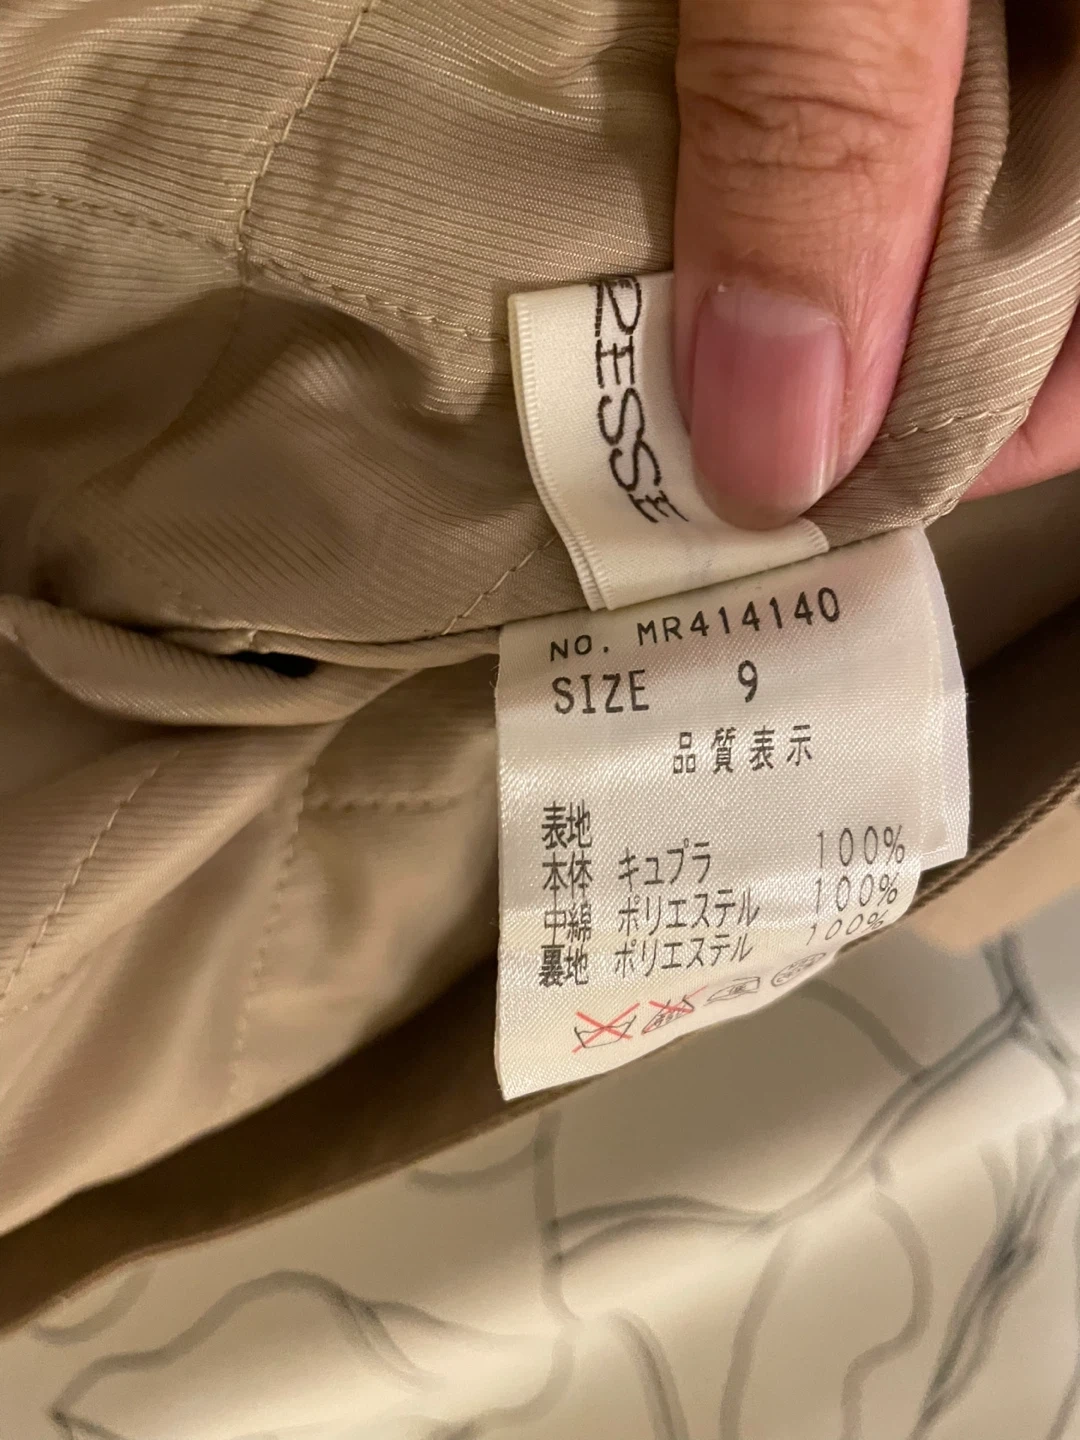 RESSE
NO. MR414140
SIZE 9
品質表示
表地
本体 キュプラ 100%
中綿 ポリエステル 100%
裏地 ポリエステル 100%